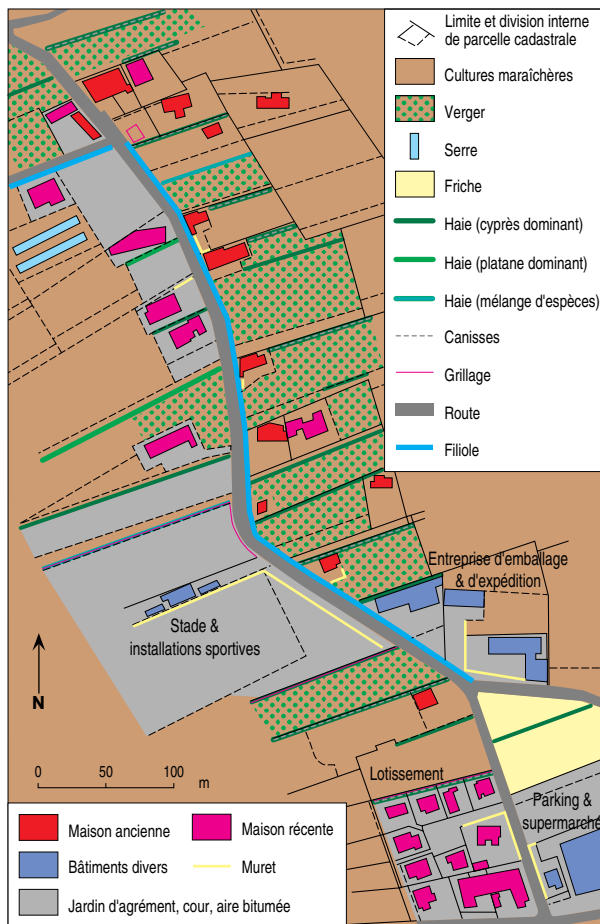 Limite et division interne
de parcelle cadastrale
Cultures maraîchères
Verger
Serre
Friche
Haie (cyprès dominant)
Haie (platane dominant)
Haie (mélange d'espèces)
Canisses
Grillage
Route
Filiole
Entreprise d'emballage
& d'expédition
Stade &
installations sportives
N
0 50 100
m
Lotissement
Parking &
supermarché
Maison ancienne
Maison récente
Bâtiments divers
Muret
Jardin d'agrément, cour, aire bitumée